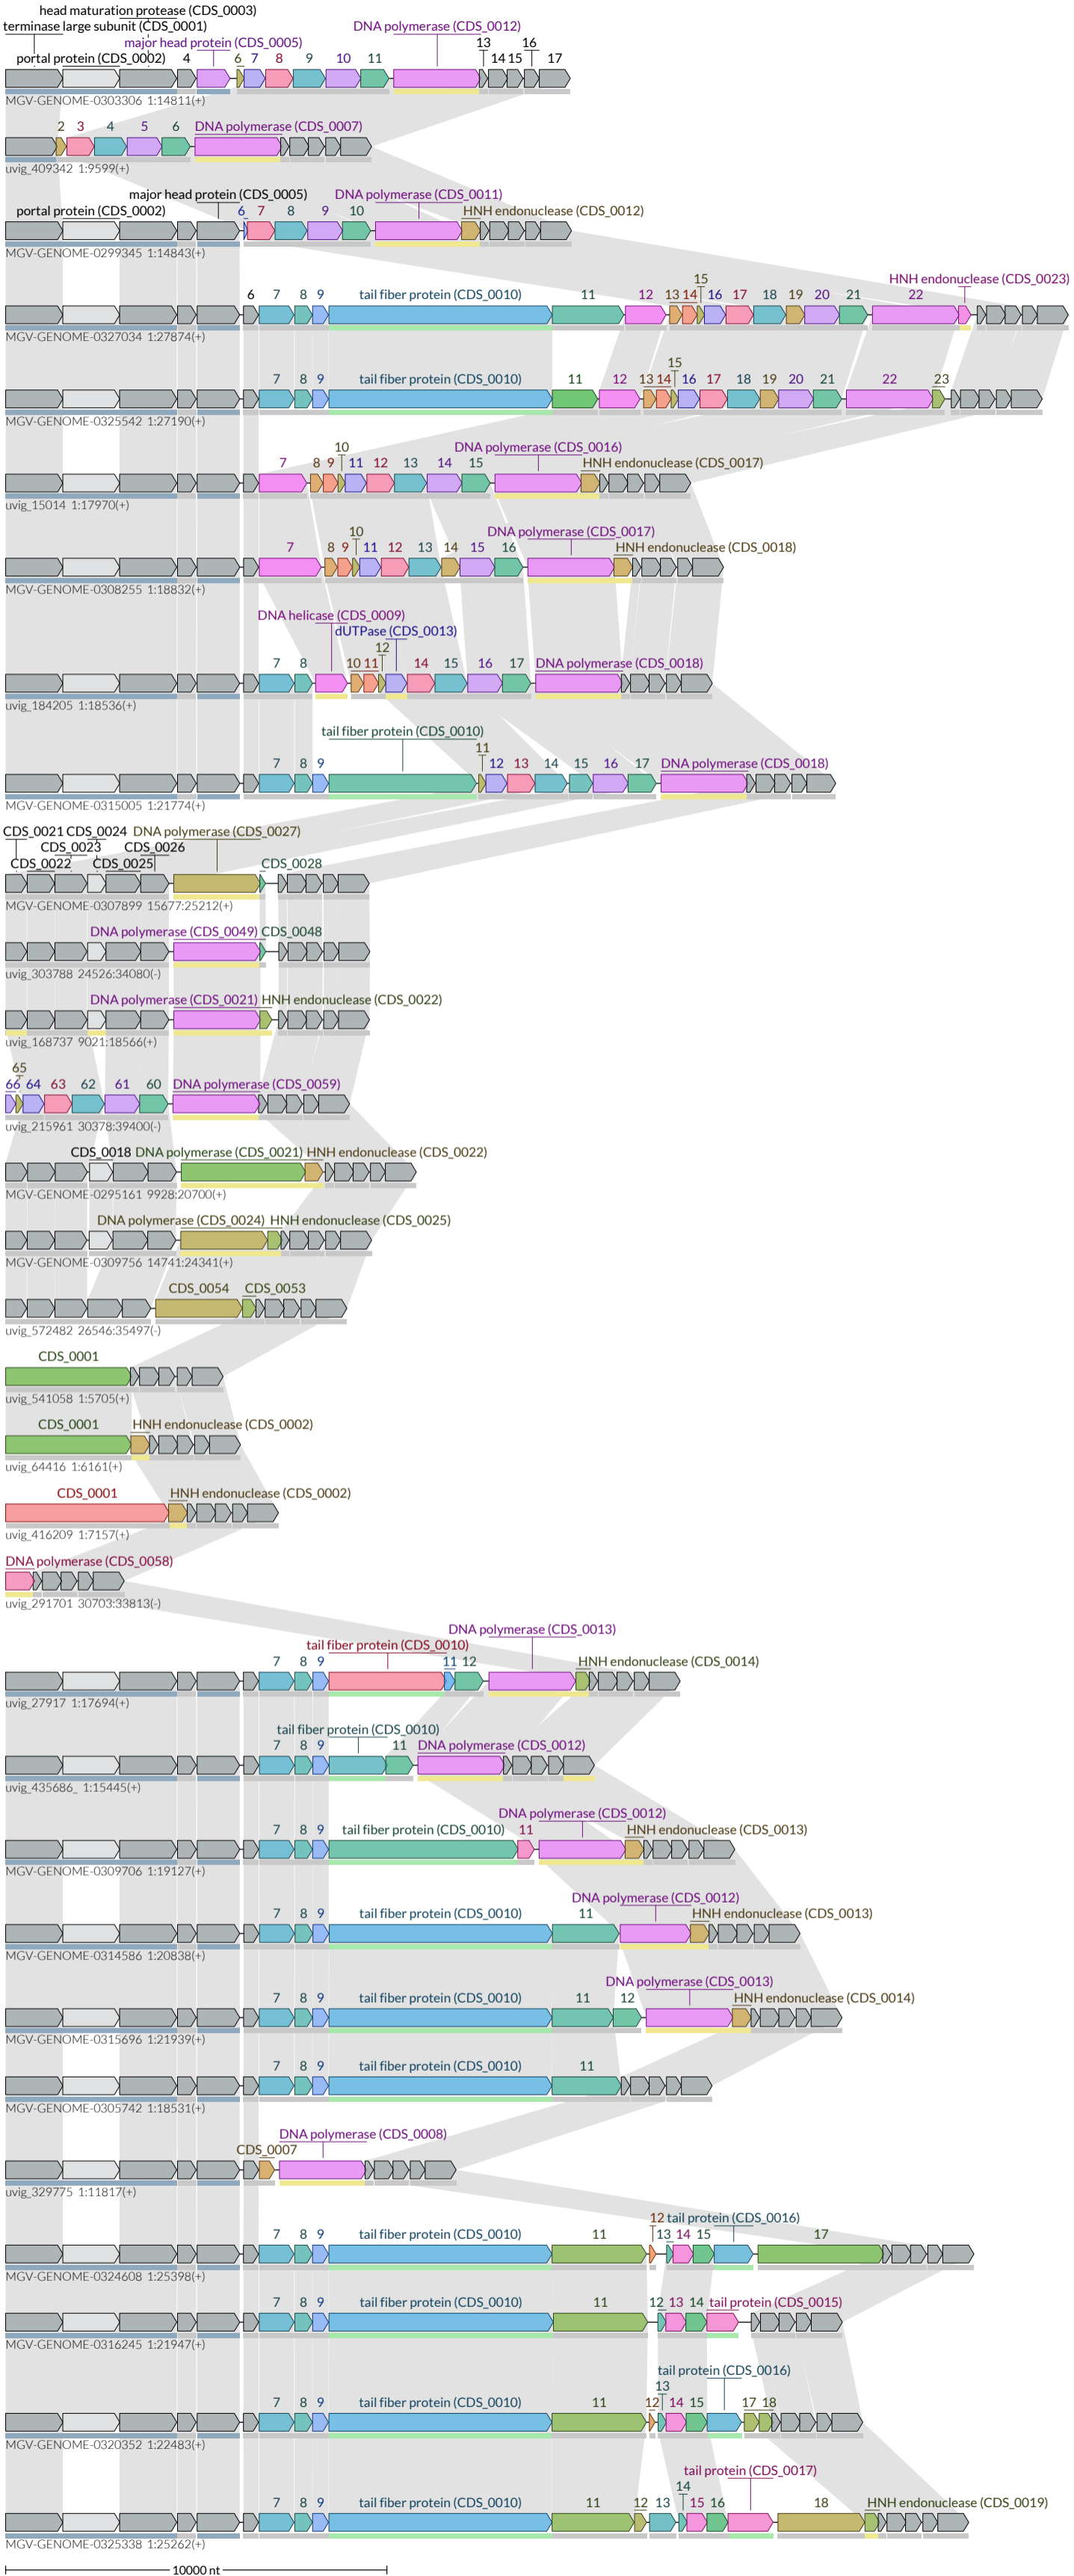 head maturation protease (CDS_0003)
terminase large subunit (CDS_0001)
major head protein (CDS_0005) DNA polymerase (CDS_0012)
portal protein (CDS_0002) 4 6 7 8 9 10 11 13 14 15 16 17
MGV-GENOME-0303306 1:14811(+)
2 3 4 5 6 DNA polymerase (CDS_0007)
uvig_409342 1:9599(+)
major head protein (CDS_0005) DNA polymerase (CDS_0011)
portal protein (CDS_0002) 6 7 8 9 10 HNH endonuclease (CDS_0012)
MGV-GENOME-0299345 1:14843(+)
15 HNH endonuclease (CDS_0023)
6 7 8 9 tail fiber protein (CDS_0010) 11 12 13 14 16 17 18 19 20 21 22
MGV-GENOME-0327034 1:27874(+)
15
7 8 9 tail fiber protein (CDS_0010) 11 12 13 14 16 17 18 19 20 21 22 23
MGV-GENOME-0325542 1:27190(+)
10 DNA polymerase (CDS_0016)
7 8 9 11 12 13 14 15 HNH endonuclease (CDS_0017)
uvig_15014 1:17970(+)
10 DNA polymerase (CDS_0017)
7 8 9 11 12 13 14 15 16 HNH endonuclease (CDS_0018)
MGV-GENOME-0308255 1:18832(+)
DNA helicase (CDS_0009)
dUTPase (CDS_0013)
12
7 8 10 11 14 15 16 17 DNA polymerase (CDS_0018)
uvig_184205 1:18536(+)
tail fiber protein (CDS_0010)
11
7 8 9 12 13 14 15 16 17 DNA polymerase (CDS_0018)
MGV-GENOME-0315005 1:21774(+)
CDS_0021 CDS_0024 DNA polymerase (CDS_0027)
CDS_0023 CDS_0026
CDS_0022 CDS_0025 CDS_0028
MGV-GENOME-0307899 15677:25212(+)
DNA polymerase (CDS_0049) CDS_0048
uvig_303788 24526:34080(-)
DNA polymerase (CDS_0021) HNH endonuclease (CDS_0022)
uvig_168737 9021:18566(+)
65
66 64 63 62 61 60 DNA polymerase (CDS_0059)
uvig_215961 30378:39400(-)
CDS_0018 DNA polymerase (CDS_0021) HNH endonuclease (CDS_0022)
MGV-GENOME-0295161 9928:20700(+)
DNA polymerase (CDS_0024) HNH endonuclease (CDS_0025)
MGV-GENOME-0309756 14741:24341(+)
CDS_0054 CDS_0053
uvig_572482 26546:35497(-)
CDS_0001
uvig_541058 1:5705(+)
CDS_0001 HNH endonuclease (CDS_0002)
uvig_64416 1:6161(+)
CDS_0001 HNH endonuclease (CDS_0002)
uvig_416209 1:7157(+)
DNA polymerase (CDS_0058)
uvig_291701 30703:33813(-)
DNA polymerase (CDS_0013)
tail fiber protein (CDS_0010)
7 8 9 11 12 HNH endonuclease (CDS_0014)
uvig_27917 1:17694(+)
tail fiber protein (CDS_0010)
7 8 9 11 DNA polymerase (CDS_0012)
uvig_435686_ 1:15445(+)
DNA polymerase (CDS_0012)
7 8 9 tail fiber protein (CDS_0010) 11 HNH endonuclease (CDS_0013)
MGV-GENOME-0309706 1:19127(+)
DNA polymerase (CDS_0012)
7 8 9 tail fiber protein (CDS_0010) 11 HNH endonuclease (CDS_0013)
MGV-GENOME-0314586 1:20838(+)
DNA polymerase (CDS_0013)
7 8 9 tail fiber protein (CDS_0010) 11 12 HNH endonuclease (CDS_0014)
MGV-GENOME-0315696 1:21939(+)
7 8 9 tail fiber protein (CDS_0010) 11
MGV-GENOME-0305742 1:18531(+)
DNA polymerase (CDS_0008)
CDS_0007
uvig_329775 1:11817(+)
12 tail protein (CDS_0016)
7 8 9 tail fiber protein (CDS_0010) 11 13 14 15 17
MGV-GENOME-0324608 1:25398(+)
7 8 9 tail fiber protein (CDS_0010) 11 12 13 14 tail protein (CDS_0015)
MGV-GENOME-0316245 1:21947(+)
tail protein (CDS_0016)
13
7 8 9 tail fiber protein (CDS_0010) 11 12 14 15 17 18
MGV-GENOME-0320352 1:22483(+)
tail protein (CDS_0017)
14
7 8 9 tail fiber protein (CDS_0010) 11 12 13 15 16 18 HNH endonuclease (CDS_0019)
MGV-GENOME-0325338 1:25262(+)
10000 nt